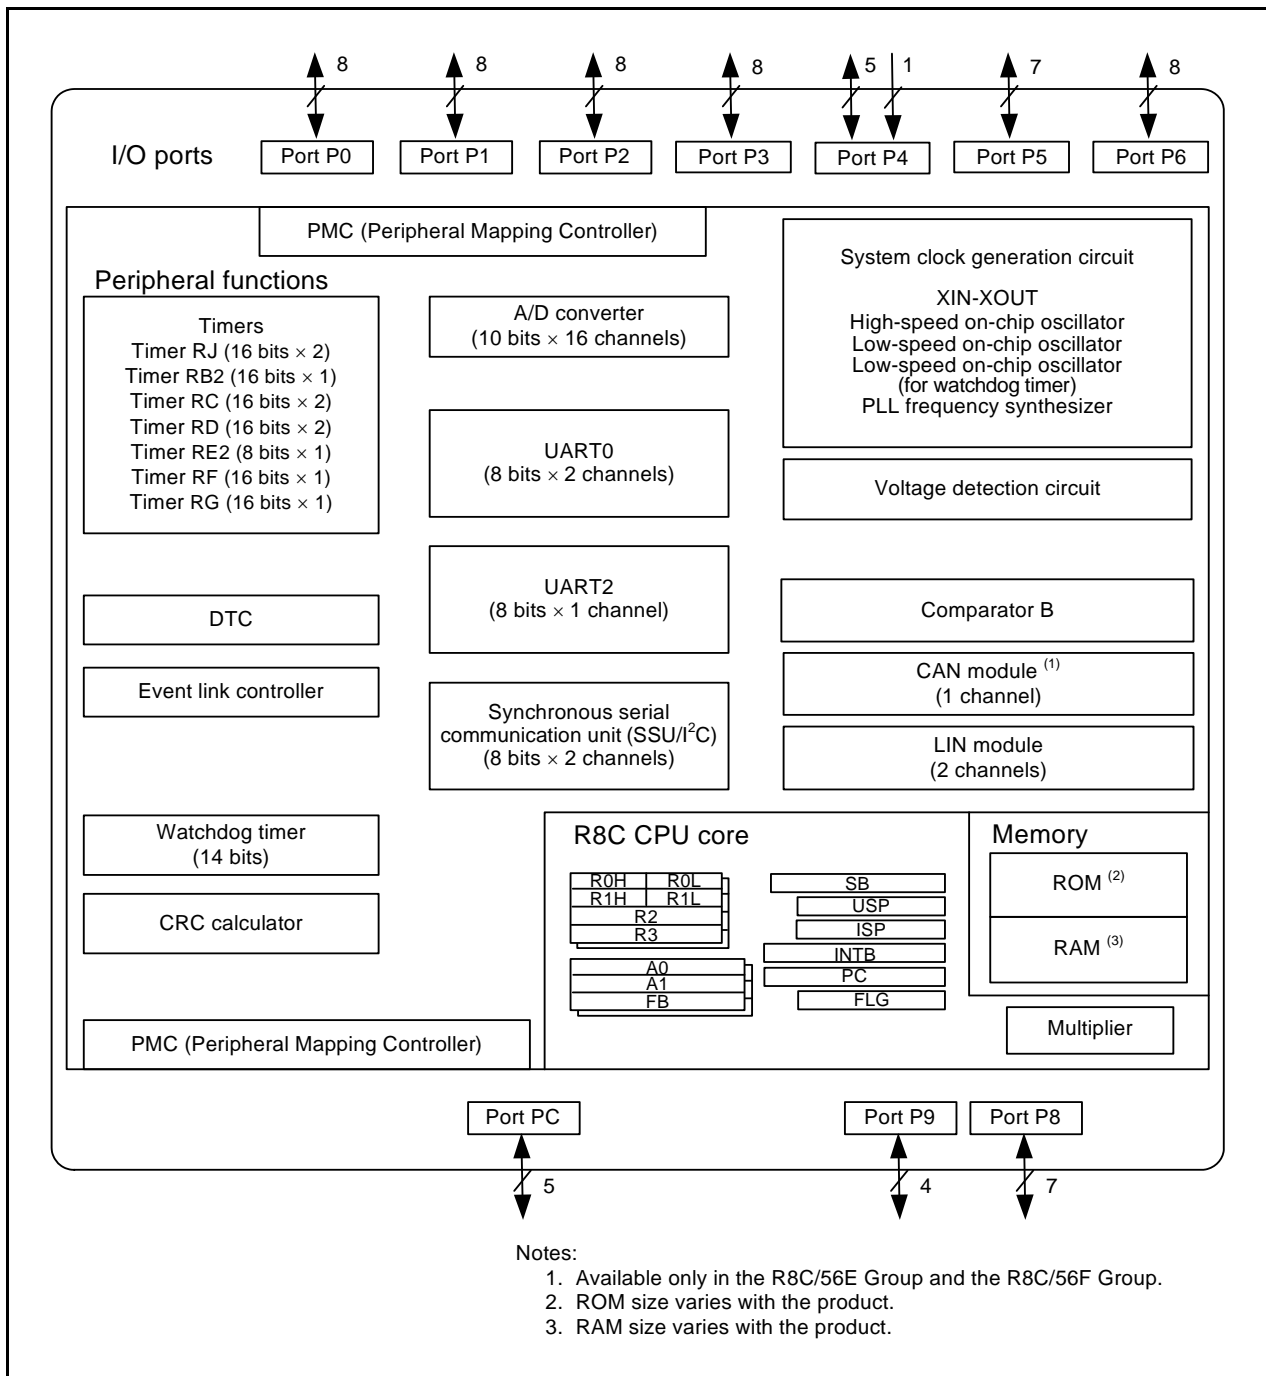 8 8 8 8 5 1 7 8
I/O ports
Port P0 Port P1 Port P2 Port P3 Port P4 Port P5 Port P6
PMC (Peripheral Mapping Controller)
Peripheral functions
Timers
Timer RJ (16 bits × 2)
Timer RB2 (16 bits × 1)
Timer RC (16 bits × 2)
Timer RD (16 bits × 2)
Timer RE2 (8 bits × 1)
Timer RF (16 bits × 1)
Timer RG (16 bits × 1)
DTC
Event link controller
Watchdog timer
(14 bits)
CRC calculator
PMC (Peripheral Mapping Controller)
A/D converter
(10 bits × 16 channels)
UART0
(8 bits × 2 channels)
UART2
(8 bits × 1 channel)
Synchronous serial
communication unit (SSU/I²C)
(8 bits × 2 channels)
System clock generation circuit
XIN-XOUT
High-speed on-chip oscillator
Low-speed on-chip oscillator
Low-speed on-chip oscillator
(for watchdog timer)
PLL frequency synthesizer
Voltage detection circuit
Comparator B
CAN module (1)
(1 channel)
LIN module
(2 channels)
R8C CPU core
R0H R0L
R1H R1L
R2
R3
A0
A1
FB
SB
USP
ISP
INTB
PC
FLG
Memory
ROM (2)
RAM (3)
Multiplier
Port PC Port P9 Port P8
5 4 7
Notes:
1. Available only in the R8C/56E Group and the R8C/56F Group.
2. ROM size varies with the product.
3. RAM size varies with the product.